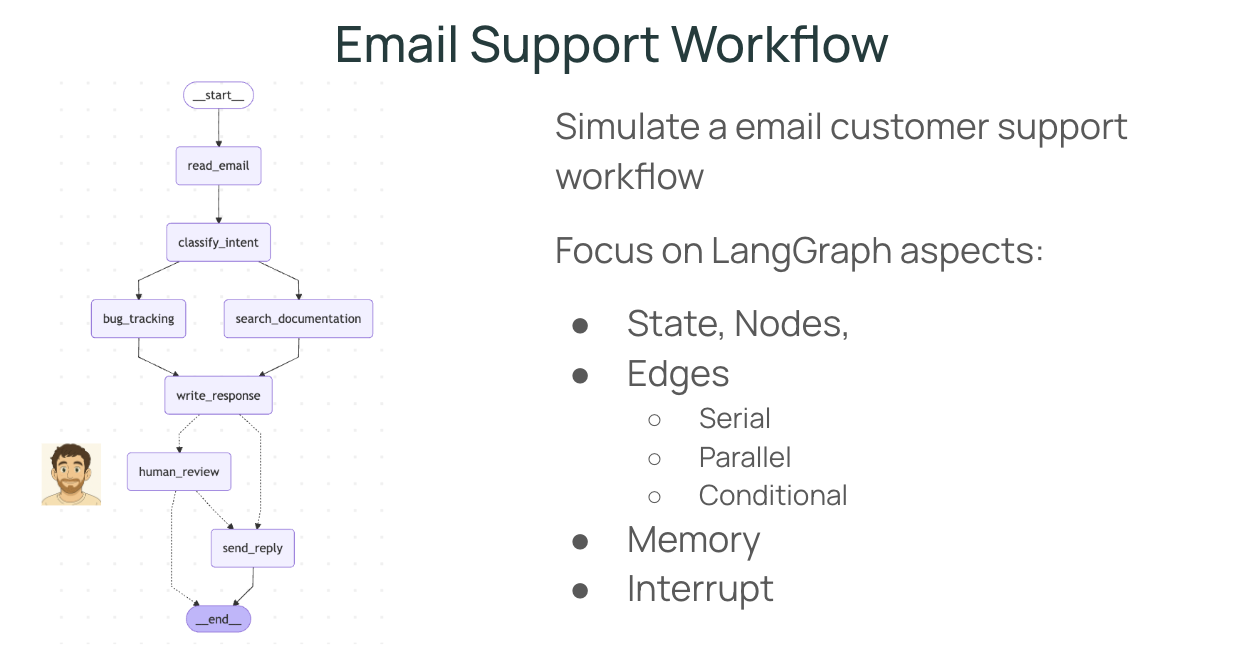 Email Support Workflow
__start__
read_email
classify_intent
bug_tracking
search_documentation
write_response
human_review
send_reply
__end__
Simulate a email customer support
workflow
Focus on LangGraph aspects:
● State, Nodes,
● Edges
○ Serial
○ Parallel
○ Conditional
● Memory
● Interrupt